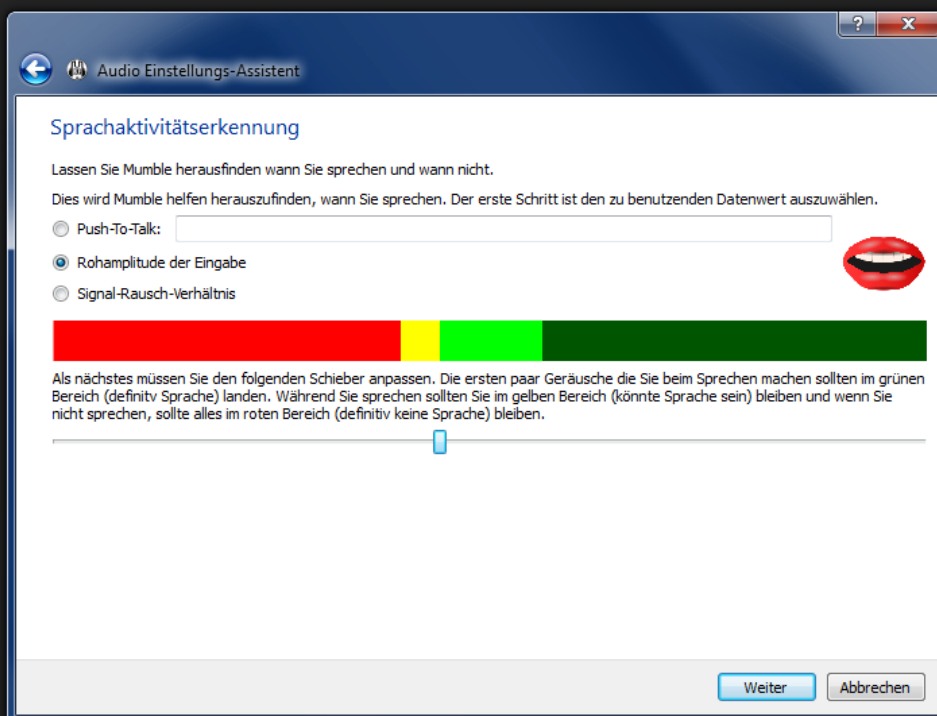 ?
X
Audio Einstellungs-Assistent
Sprachaktivitätserkennung
Lassen Sie Mumble herausfinden wann Sie sprechen und wann nicht.
Dies wird Mumble helfen herauszufinden, wann Sie sprechen. Der erste Schritt ist den zu benutzenden Datenwert auszuwählen.
Push-To-Talk:
Rohamplitude der Eingabe
Signal-Rausch-Verhältnis
Als nächstes müssen Sie den folgenden Schieber anpassen. Die ersten paar Geräusche die Sie beim Sprechen machen sollten im grünen
Bereich (definitv Sprache) landen. Während Sie sprechen sollten Sie im gelben Bereich (könnte Sprache sein) bleiben und wenn Sie
nicht sprechen, sollte alles im roten Bereich (definitiv keine Sprache) bleiben.
Weiter
Abbrechen